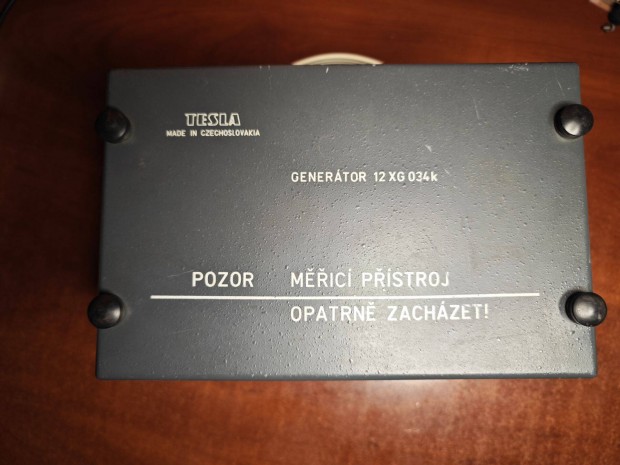 TESLA
MADE IN CZECHOSLOVAKIA
GENERÁTOR 12 XG 034k
POZOR MĚŘICÍ PŘÍSTROJ
OPATRNĚ ZACHÁZET!